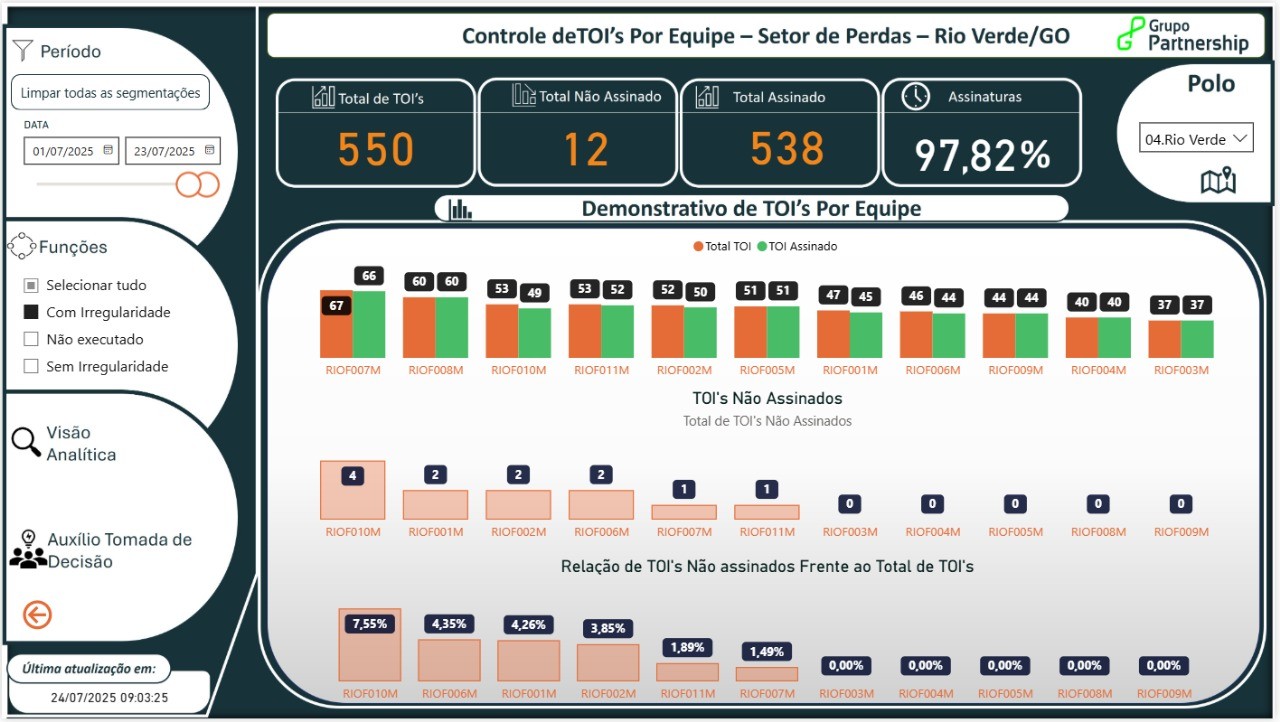 Período
Limpar todas as segmentações
DATA
01/07/2025 23/07/2025
Funções
Selecionar tudo
Com Irregularidade
Não executado
Sem Irregularidade
Visão
Analítica
Auxílio Tomada de
Decisão
Última atualização em:
24/07/2025 09:03:25
Controle deTOI’s Por Equipe – Setor de Perdas – Rio Verde/GO
Grupo
Partnership
Total de TOI’s
550
Total Não Assinado
12
Total Assinado
538
Assinaturas
97,82%
Polo
04.Rio Verde
Demonstrativo de TOI’s Por Equipe
Total TOI TOI Assinado
67 66 60 60 53 49 53 52 52 50 51 51 47 45 46 44 44 44 40 40 37 37
RIOF007M RIOF008M RIOF010M RIOF011M RIOF002M RIOF005M RIOF001M RIOF006M RIOF009M RIOF004M RIOF003M
TOI's Não Assinados
Total de TOI's Não Assinados
4 2 2 2 1 1 0 0 0 0 0
RIOF010M RIOF001M RIOF002M RIOF006M RIOF007M RIOF011M RIOF003M RIOF004M RIOF005M RIOF008M RIOF009M
Relação de TOI's Não assinados Frente ao Total de TOI's
7,55% 4,35% 4,26% 3,85% 1,89% 1,49% 0,00% 0,00% 0,00% 0,00% 0,00%
RIOF010M RIOF006M RIOF001M RIOF002M RIOF011M RIOF007M RIOF003M RIOF004M RIOF005M RIOF008M RIOF009M